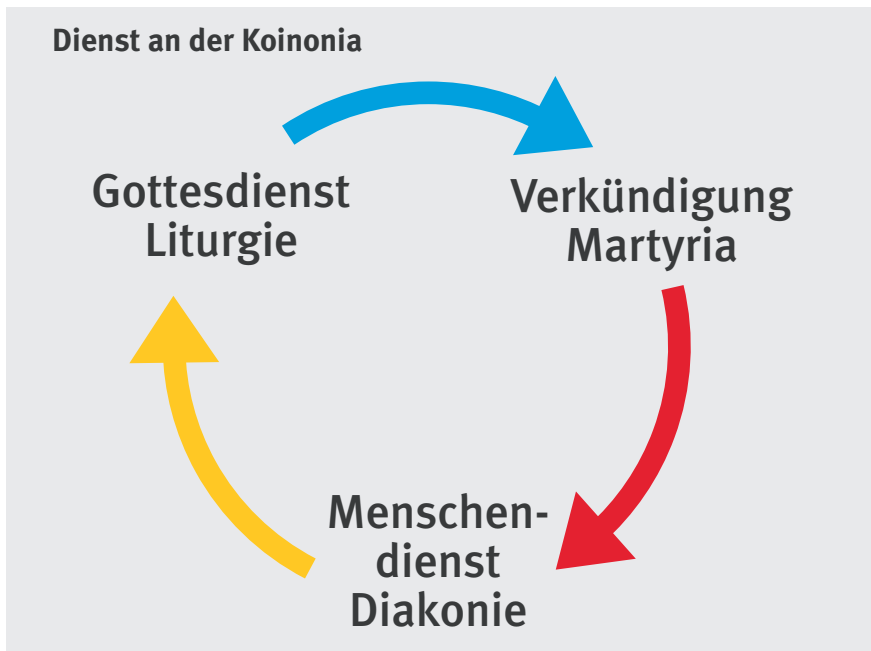 Dienst an der Koinonia
Gottesdienst
Liturgie
Verkündigung
Martyria
Menschen-
dienst
Diakonie